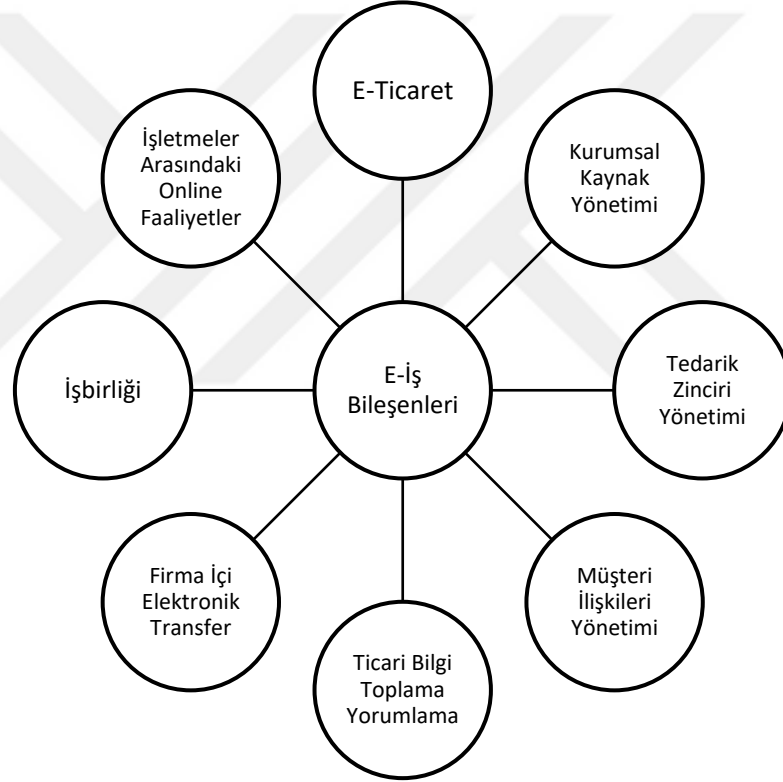 E-Ticaret
Kurumsal
Kaynak
Yönetimi
Tedarik
Zinciri
Yönetimi
Müşteri
İlişkileri
Yönetimi
Ticari Bilgi
Toplama
Yorumlama
Firma İçi
Elektronik
Transfer
İşbirliği
İşletmeler
Arasındaki
Online
Faaliyetler
E-İş
Bileşenleri